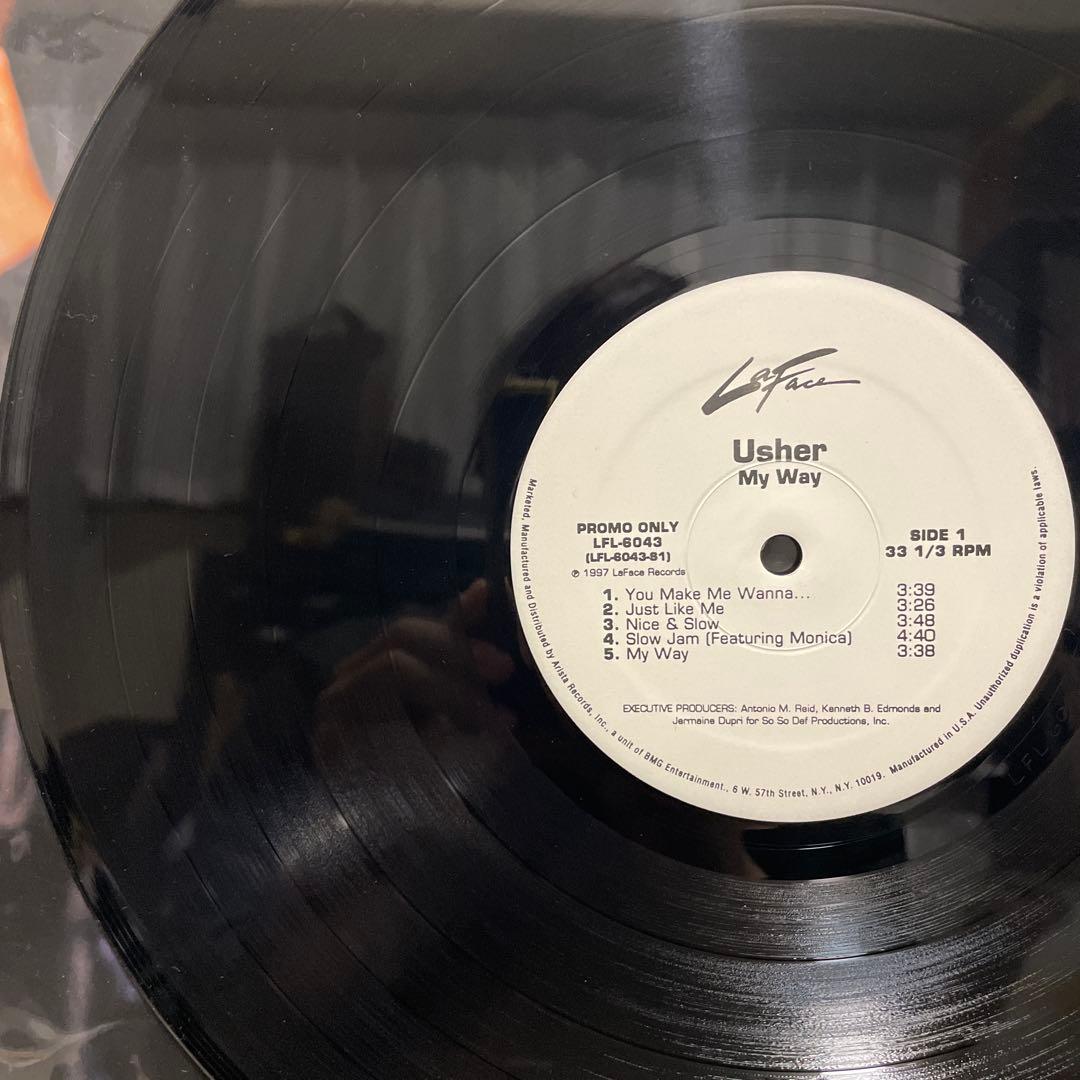 LaFace
Usher
My Way
PROMO ONLY
LFL-6043
(LFL-6043-S1)
℗ 1997 LaFace Records
SIDE 1
33 1/3 RPM
1. You Make Me Wanna... 3:39
2. Just Like Me 3:26
3. Nice & Slow 3:48
4. Slow Jam (Featuring Monica) 4:40
5. My Way 3:38
EXECUTIVE PRODUCERS: Antonio M. Reid, Kenneth B. Edmonds and
Jermaine Dupri for So So Def Productions, Inc.
Marketed, Manufactured and Distributed by Arista Records, Inc., a unit of BMG Entertainment., 6 W. 57th Street, N.Y., N.Y. 10019. Manufactured in U.S.A. Unauthorized duplication is a violation of applicable laws.